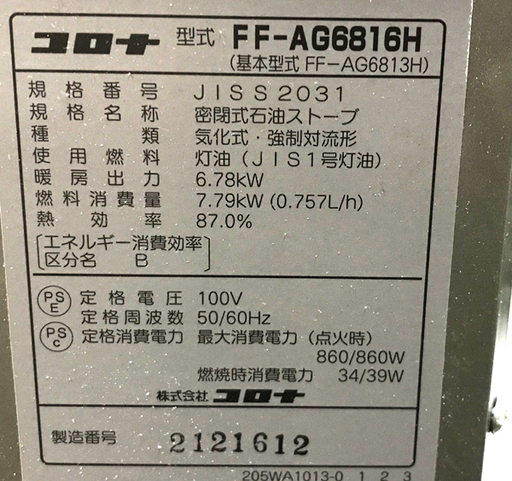 コロナ 型式 FF-AG6816H
(基本型式 FF-AG6813H)
規格番号 JISS2031
規格名称 密閉式石油ストーブ
種類 気化式・強制対流形
使用燃料 灯油(JIS1号灯油)
暖房出力 6.78kW
燃料消費量 7.79kW (0.757L/h)
熱効率 87.0%
[エネルギー消費効率
区分名 B]
PSE 定格電圧 100V
定格周波数 50/60Hz
PSC 定格消費電力 最大消費電力(点火時)
860/860W
燃焼時消費電力 34/39W
株式会社 コロナ
製造番号 2121612
205WA1013-0 1 2 3